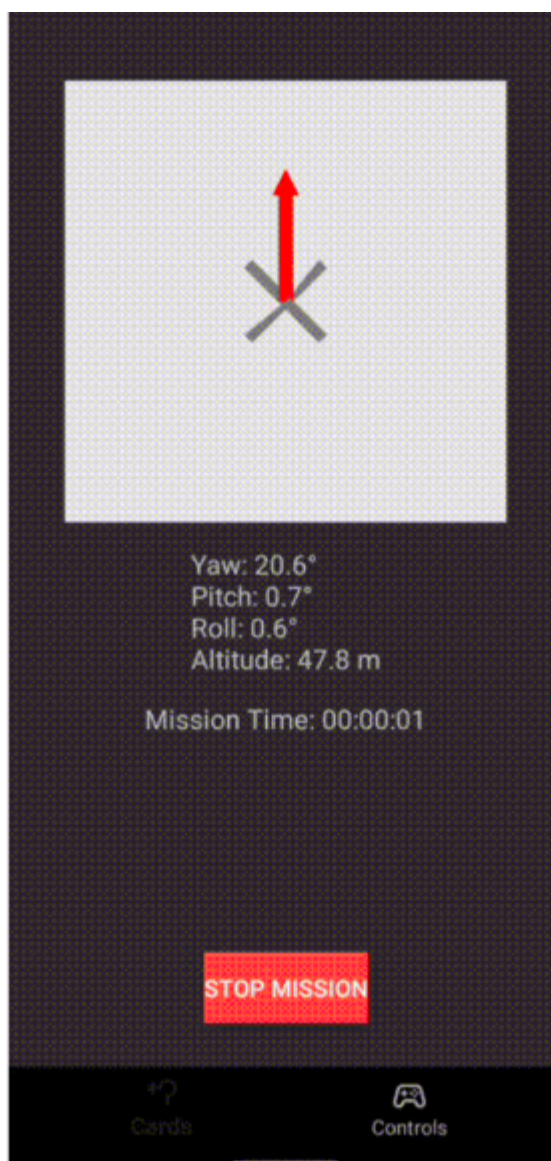 Yaw: 20.6°
Pitch: 0.7°
Roll: 0.6°
Altitude: 47.8 m
Mission Time: 00:00:01
STOP MISSION
Cards
Controls